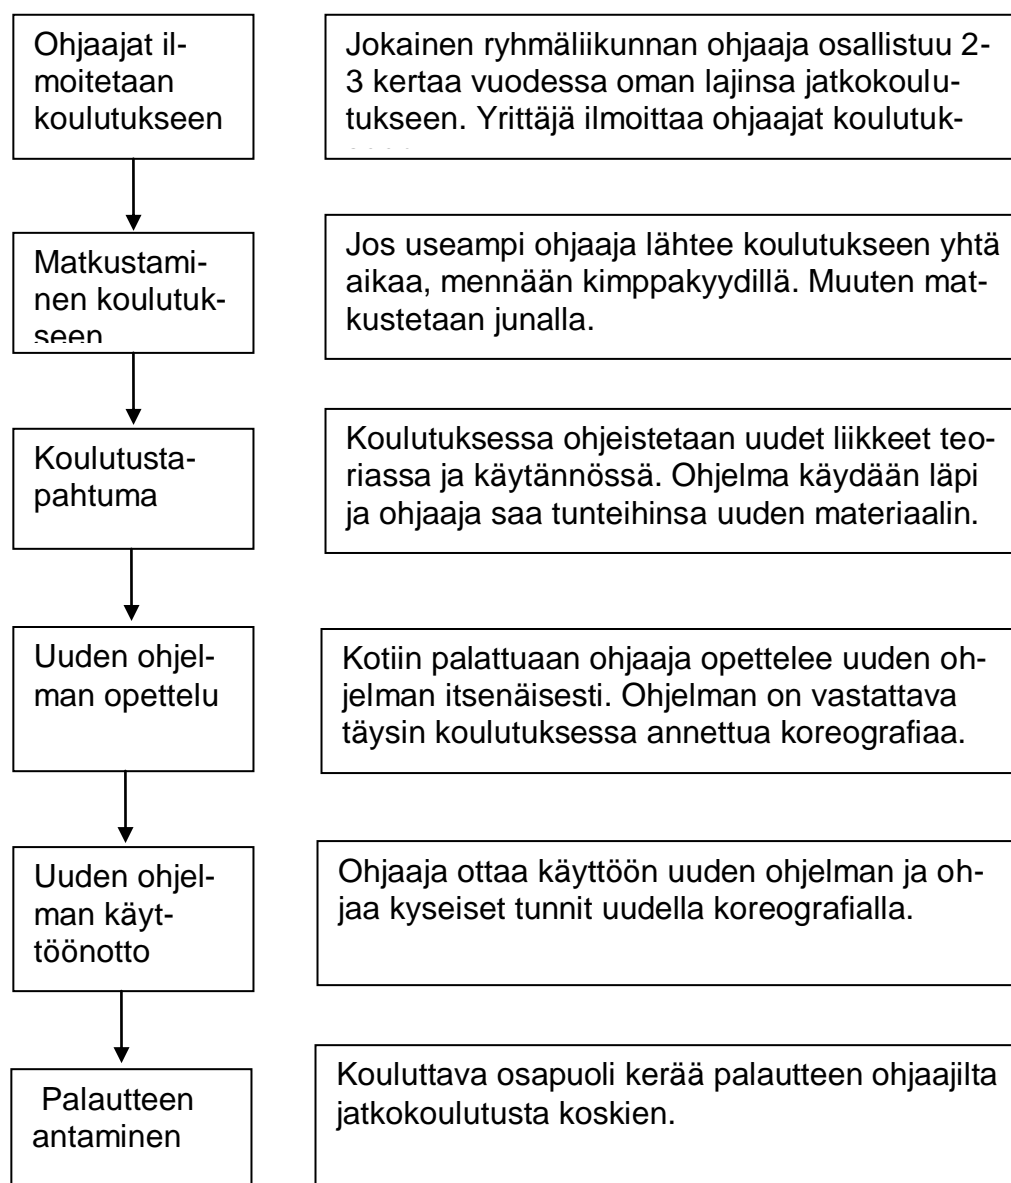 Ohjaajat il-
moitetaan
koulutukseen
Jokainen ryhmäliikunnan ohjaaja osallistuu 2-
3 kertaa vuodessa oman lajinsa jatkokoulu-
tukseen. Yrittäjä ilmoittaa ohjaajat koulutuk-
Matkustami-
nen koulutuk-
seen
Jos useampi ohjaaja lähtee koulutukseen yhtä
aikaa, mennään kimppakyydillä. Muuten mat-
kustetaan junalla.
Koulutusta-
pahtuma
Koulutuksessa ohjeistetaan uudet liikkeet teo-
riassa ja käytännössä. Ohjelma käydään läpi
ja ohjaaja saa tunteihinsa uuden materiaalin.
Uuden ohjel-
man opettelu
Kotiin palattuaan ohjaaja opettelee uuden oh-
jelman itsenäisesti. Ohjelman on vastattava
täysin koulutuksessa annettua koreografiaa.
Uuden ohjel-
man käyt-
töönotto
Ohjaaja ottaa käyttöön uuden ohjelman ja oh-
jaa kyseiset tunnit uudella koreografialla.
Palautteen
antaminen
Kouluttava osapuoli kerää palautteen ohjaajilta
jatkokoulutusta koskien.